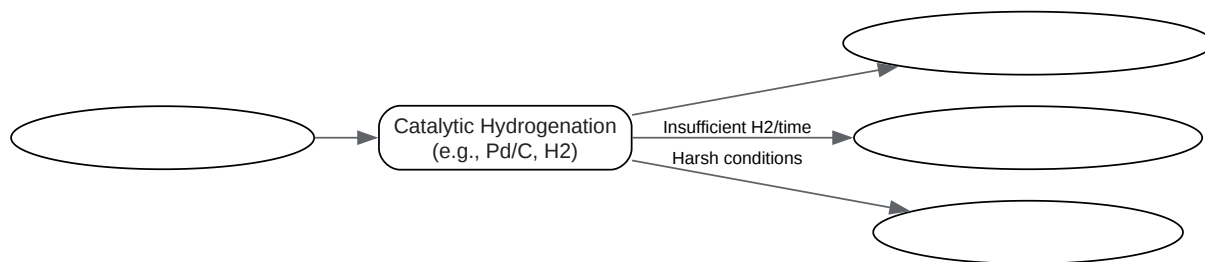 Catalytic Hydrogenation
(e.g., Pd/C, H2)
Insufficient H2/time
Harsh conditions